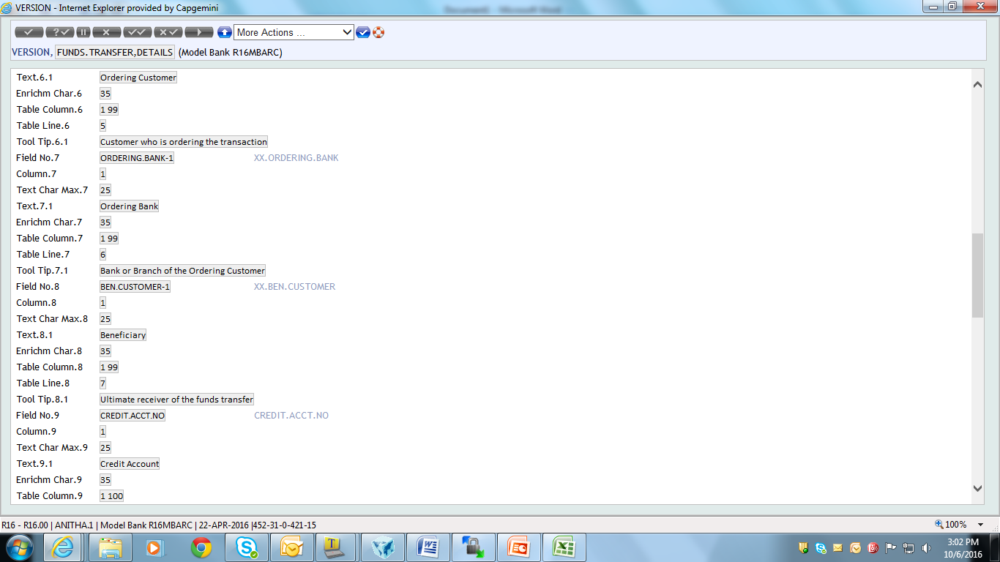 VERSION - Internet Explorer provided by Capgemini
More Actions ...
VERSION, FUNDS.TRANSFER,DETAILS (Model Bank R16MBARC)
Text.6.1 Ordering Customer
Enrichm Char.6 35
Table Column.6 1 99
Table Line.6 5
Tool Tip.6.1 Customer who is ordering the transaction
Field No.7 ORDERING.BANK-1 XX.ORDERING.BANK
Column.7 1
Text Char Max.7 25
Text.7.1 Ordering Bank
Enrichm Char.7 35
Table Column.7 1 99
Table Line.7 6
Tool Tip.7.1 Bank or Branch of the Ordering Customer
Field No.8 BEN.CUSTOMER-1 XX.BEN.CUSTOMER
Column.8 1
Text Char Max.8 25
Text.8.1 Beneficiary
Enrichm Char.8 35
Table Column.8 1 99
Table Line.8 7
Tool Tip.8.1 Ultimate receiver of the funds transfer
Field No.9 CREDIT.ACCT.NO CREDIT.ACCT.NO
Column.9 1
Text Char Max.9 25
Text.9.1 Credit Account
Enrichm Char.9 35
Table Column.9 1 100
R16 - R16.00 | ANITHA.1 | Model Bank R16MBARC | 22-APR-2016 |452-31-0-421-15
100%
3:02 PM
10/6/2016